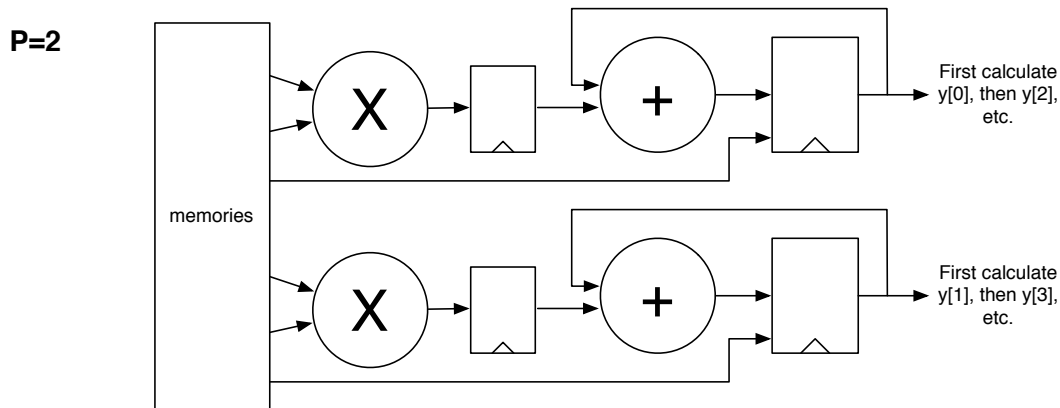 P=2
X
+
First calculate
y[0], then y[2],
etc.
memories
X
+
First calculate
y[1], then y[3],
etc.